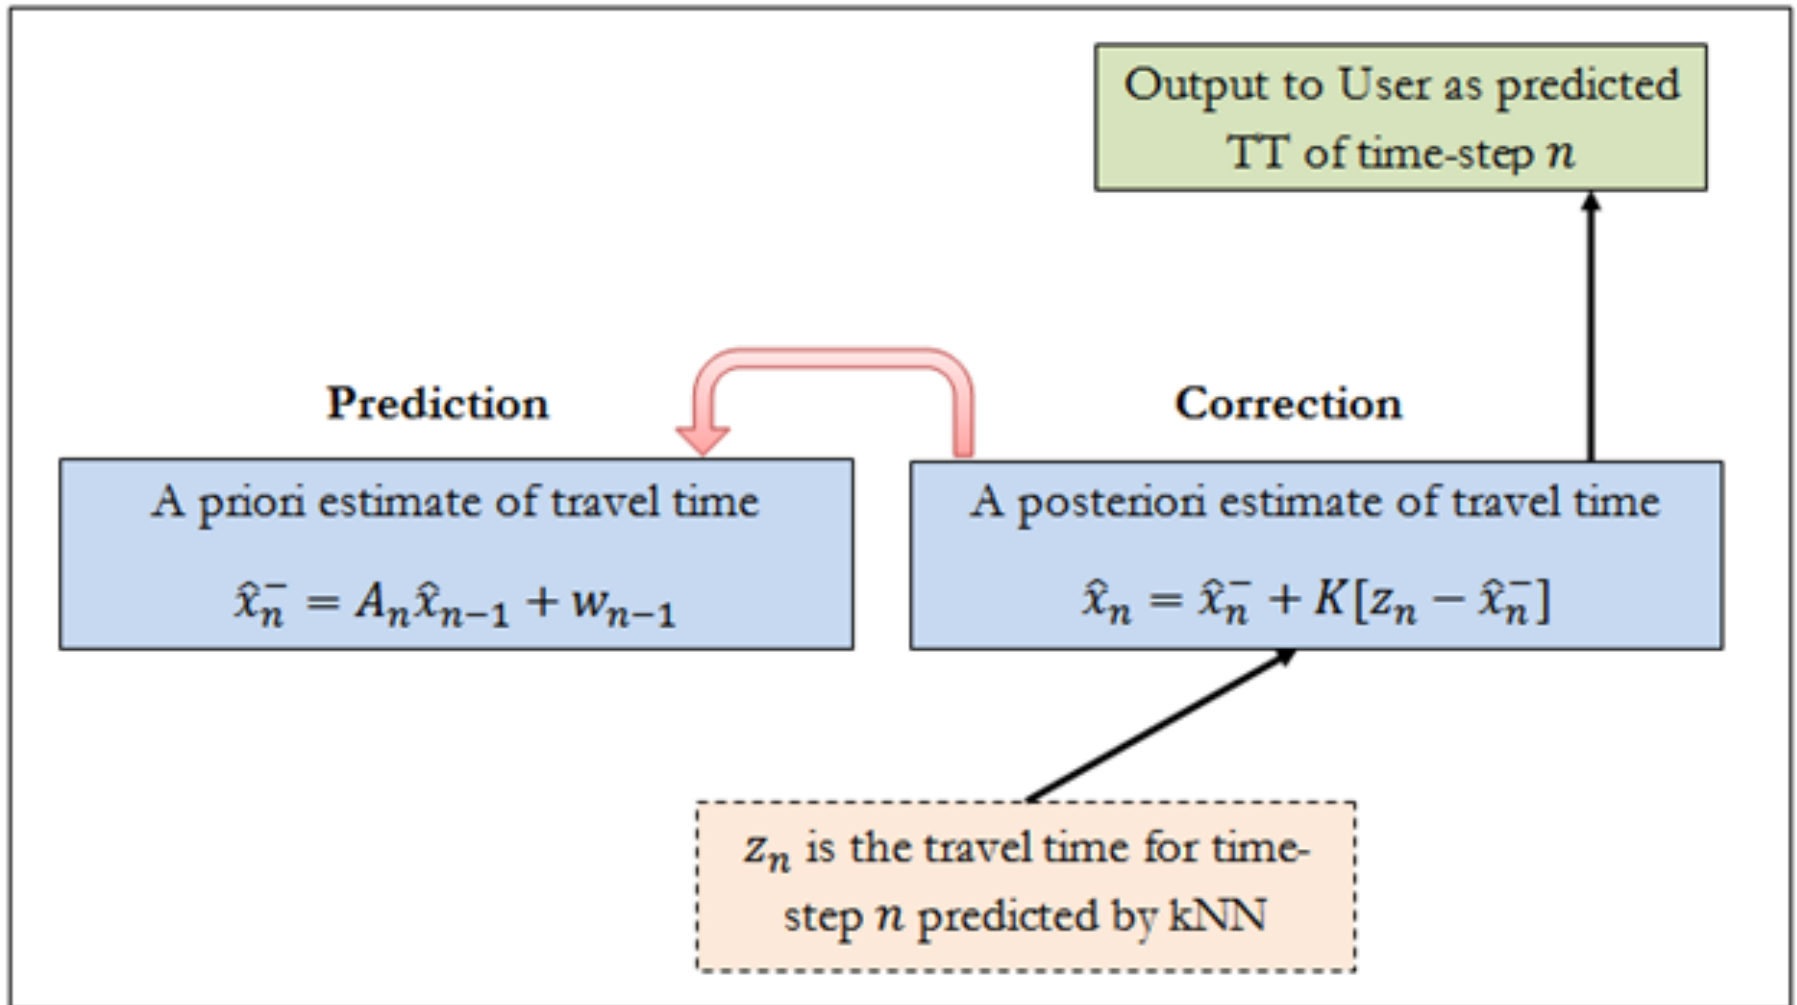 Output to User as predicted
TT of time-step n
Prediction
Correction
A priori estimate of travel time
x̂ₙ⁻ = Aₙx̂ₙ₋₁ + wₙ₋₁
A posteriori estimate of travel time
x̂ₙ = x̂ₙ⁻ + K[zₙ − x̂ₙ⁻]
zₙ is the travel time for time-
step n predicted by kNN